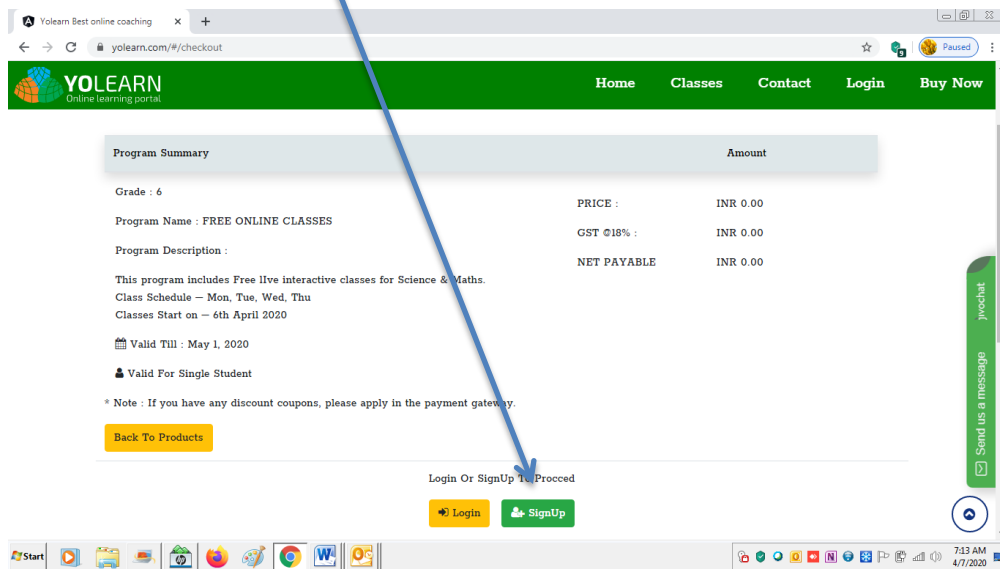 Yolearn Best online coaching
yolearn.com/#/checkout
9
Paused
YOLEARN
Online learning portal
Home Classes Contact Login Buy Now
Program Summary Amount
Grade : 6
PRICE : INR 0.00
Program Name : FREE ONLINE CLASSES
GST @18% : INR 0.00
Program Description :
NET PAYABLE INR 0.00
This program includes Free lIve interactive classes for Science & Maths.
Class Schedule – Mon, Tue, Wed, Thu
Classes Start on – 6th April 2020
Valid Till : May 1, 2020
Valid For Single Student
* Note : If you have any discount coupons, please apply in the payment gateway.
Back To Products
Send us a message jivochat
Login Or SignUp To Procced
Login SignUp
Start
7:13 AM
4/7/2020